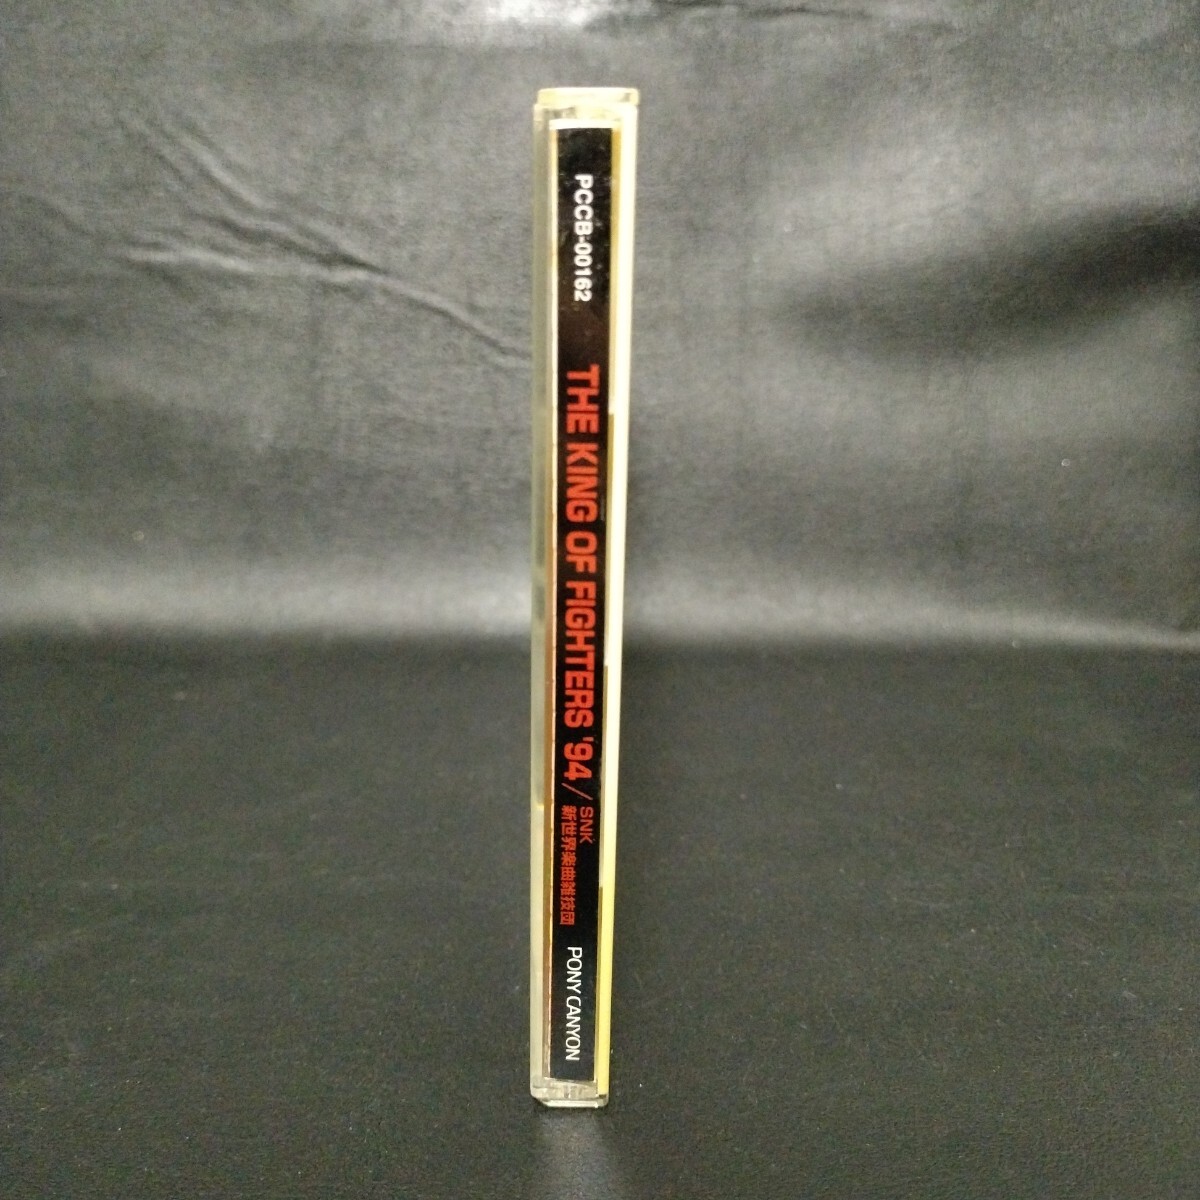 PCCB-00162
THE KING OF FIGHTERS '94/
SNK
新世界楽曲雑技団
PONY CANYON